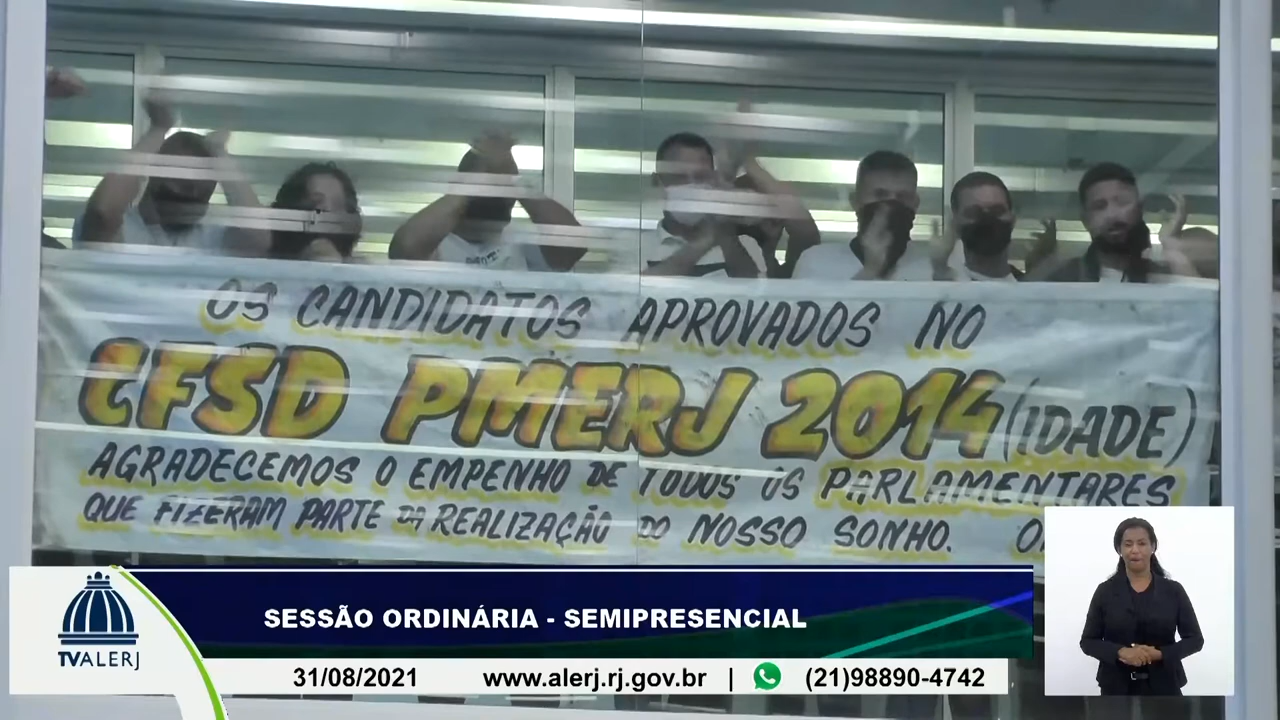 OS CANDIDATOS APROVADOS NO
CFSD PMERJ 2014 (IDADE)
AGRADECEMOS O EMPENHO DE TODOS OS PARLAMENTARES
QUE FIZERAM PARTE DA REALIZAÇÃO DO NOSSO SONHO.
SESSÃO ORDINÁRIA - SEMIPRESENCIAL
TVALERJ
31/08/2021 www.alerj.rj.gov.br | (21)98890-4742